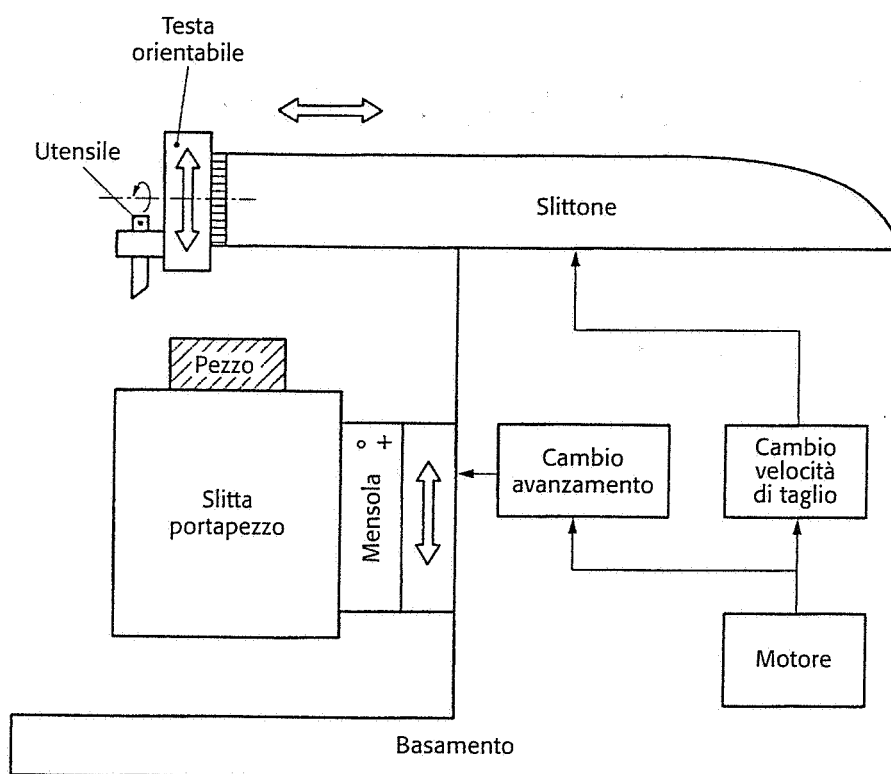 Testa
orientabile
Utensile
Slittone
Pezzo
Slitta
portapezzo
Mensola
Cambio
avanzamento
Cambio
velocità
di taglio
Motore
Basamento